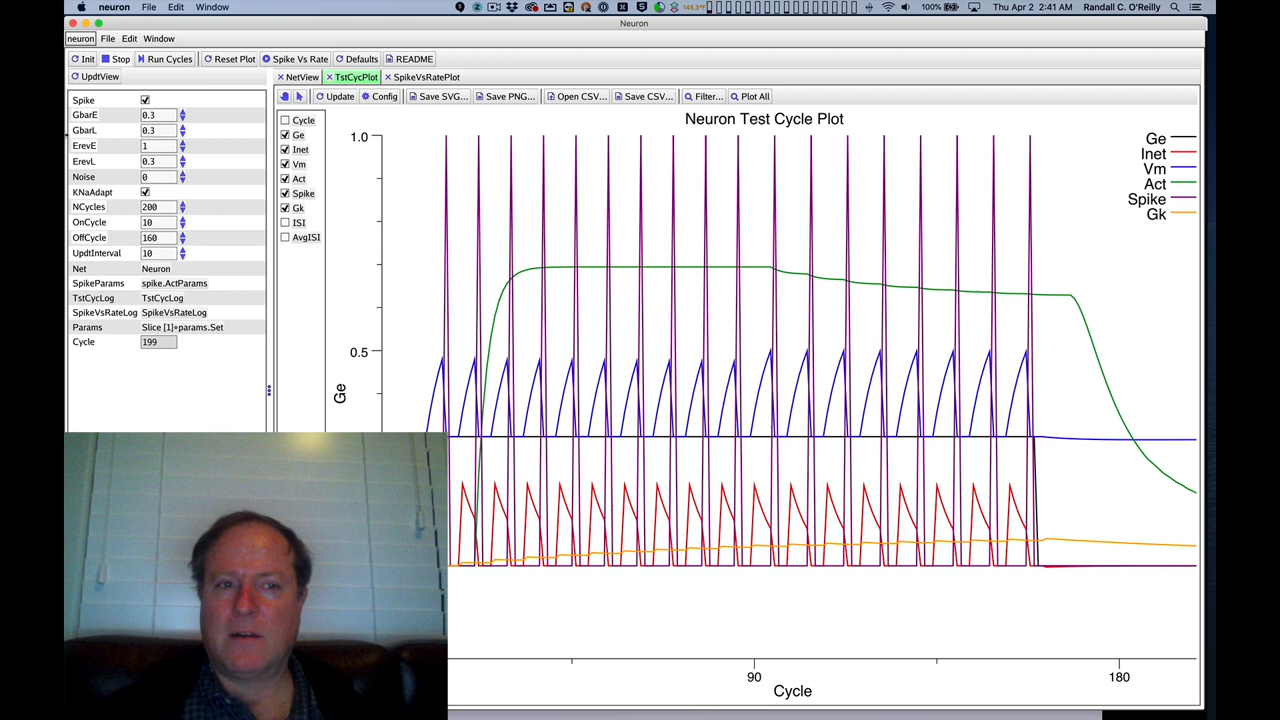 neuron File Edit Window 145.3°F 100% Thu Apr 2 2:41 AM Randall C. O'Reilly
Neuron
neuron File Edit Window
Init Stop Run Cycles Reset Plot Spike Vs Rate Defaults README
UpdtView
NetView TstCycPlot SpikeVsRatePlot
Update Config Save SVG... Save PNG... Open CSV... Save CSV... Filter... Plot All
Spike
GbarE 0.3
GbarL 0.3
ErevE 1
ErevL 0.3
Noise 0
KNaAdapt
NCycles 200
OnCycle 10
OffCycle 160
UpdtInterval 10
Net Neuron
SpikeParams spike.ActParams
TstCycLog TstCycLog
SpikeVsRateLog SpikeVsRateLog
Params Slice [1]*params.Set
Cycle 199
Cycle
Ge
Inet
Vm
Act
Spike
Gk
ISI
AvgISI
Neuron Test Cycle Plot
1.0
0.5
Ge
Ge
Inet
Vm
Act
Spike
Gk
90
180
Cycle